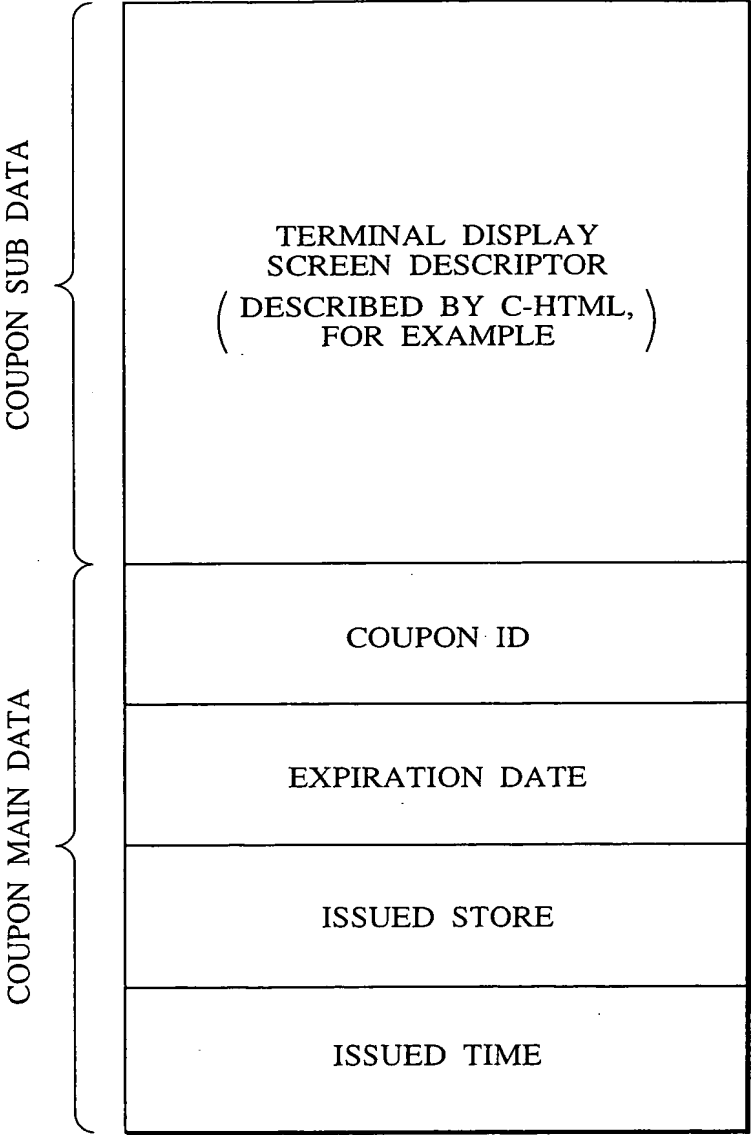 COUPON SUB DATA
TERMINAL DISPLAY
SCREEN DESCRIPTOR
(DESCRIBED BY C-HTML,
FOR EXAMPLE)
COUPON MAIN DATA
COUPON ID
EXPIRATION DATE
ISSUED STORE
ISSUED TIME